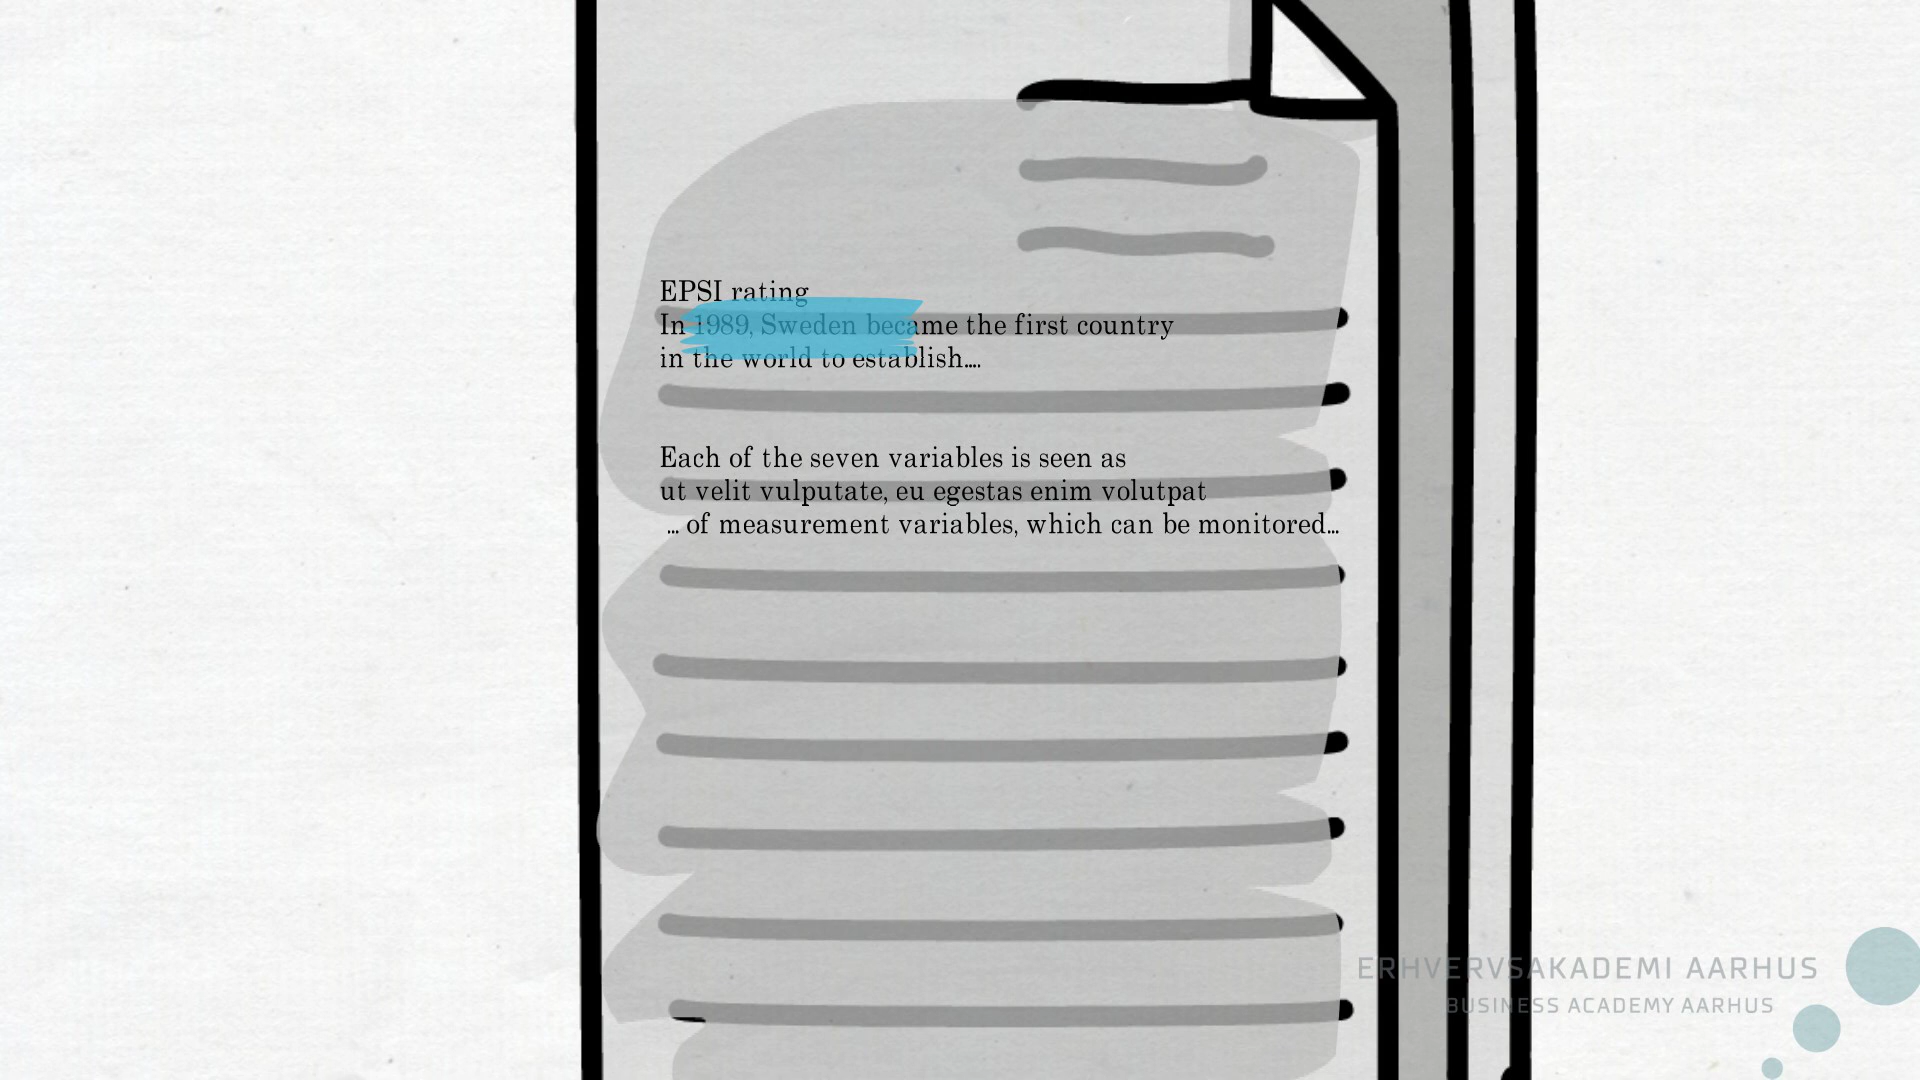 EPSI rating
In 1989, Sweden became the first country
in the world to establish....
Each of the seven variables is seen as
ut velit vulputate, eu egestas enim volutpat
... of measurement variables, which can be monitored...
ERHVERVSAKADEMI AARHUS
BUSINESS ACADEMY AARHUS